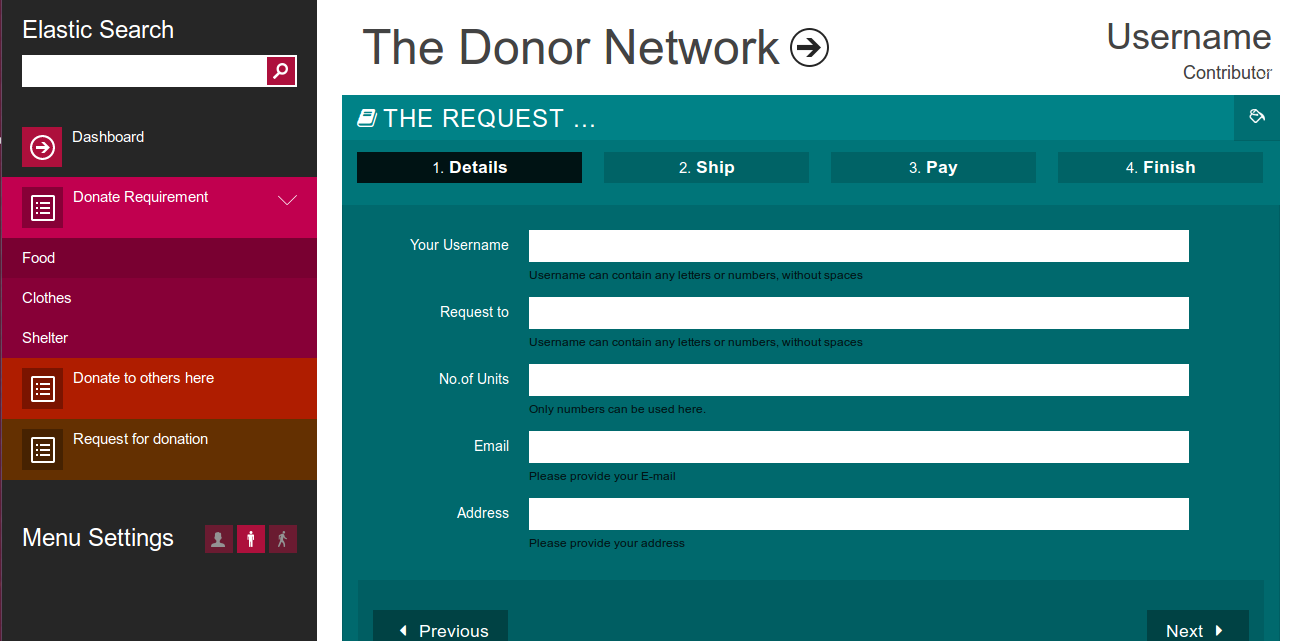 Elastic Search
Dashboard
Donate Requirement
Food
Clothes
Shelter
Donate to others here
Request for donation
Menu Settings
The Donor Network
Username
Contributor
THE REQUEST ...
1. Details
2. Ship
3. Pay
4. Finish
Your Username
Username can contain any letters or numbers, without spaces
Request to
Username can contain any letters or numbers, without spaces
No.of Units
Only numbers can be used here.
Email
Please provide your E-mail
Address
Please provide your address
Previous
Next